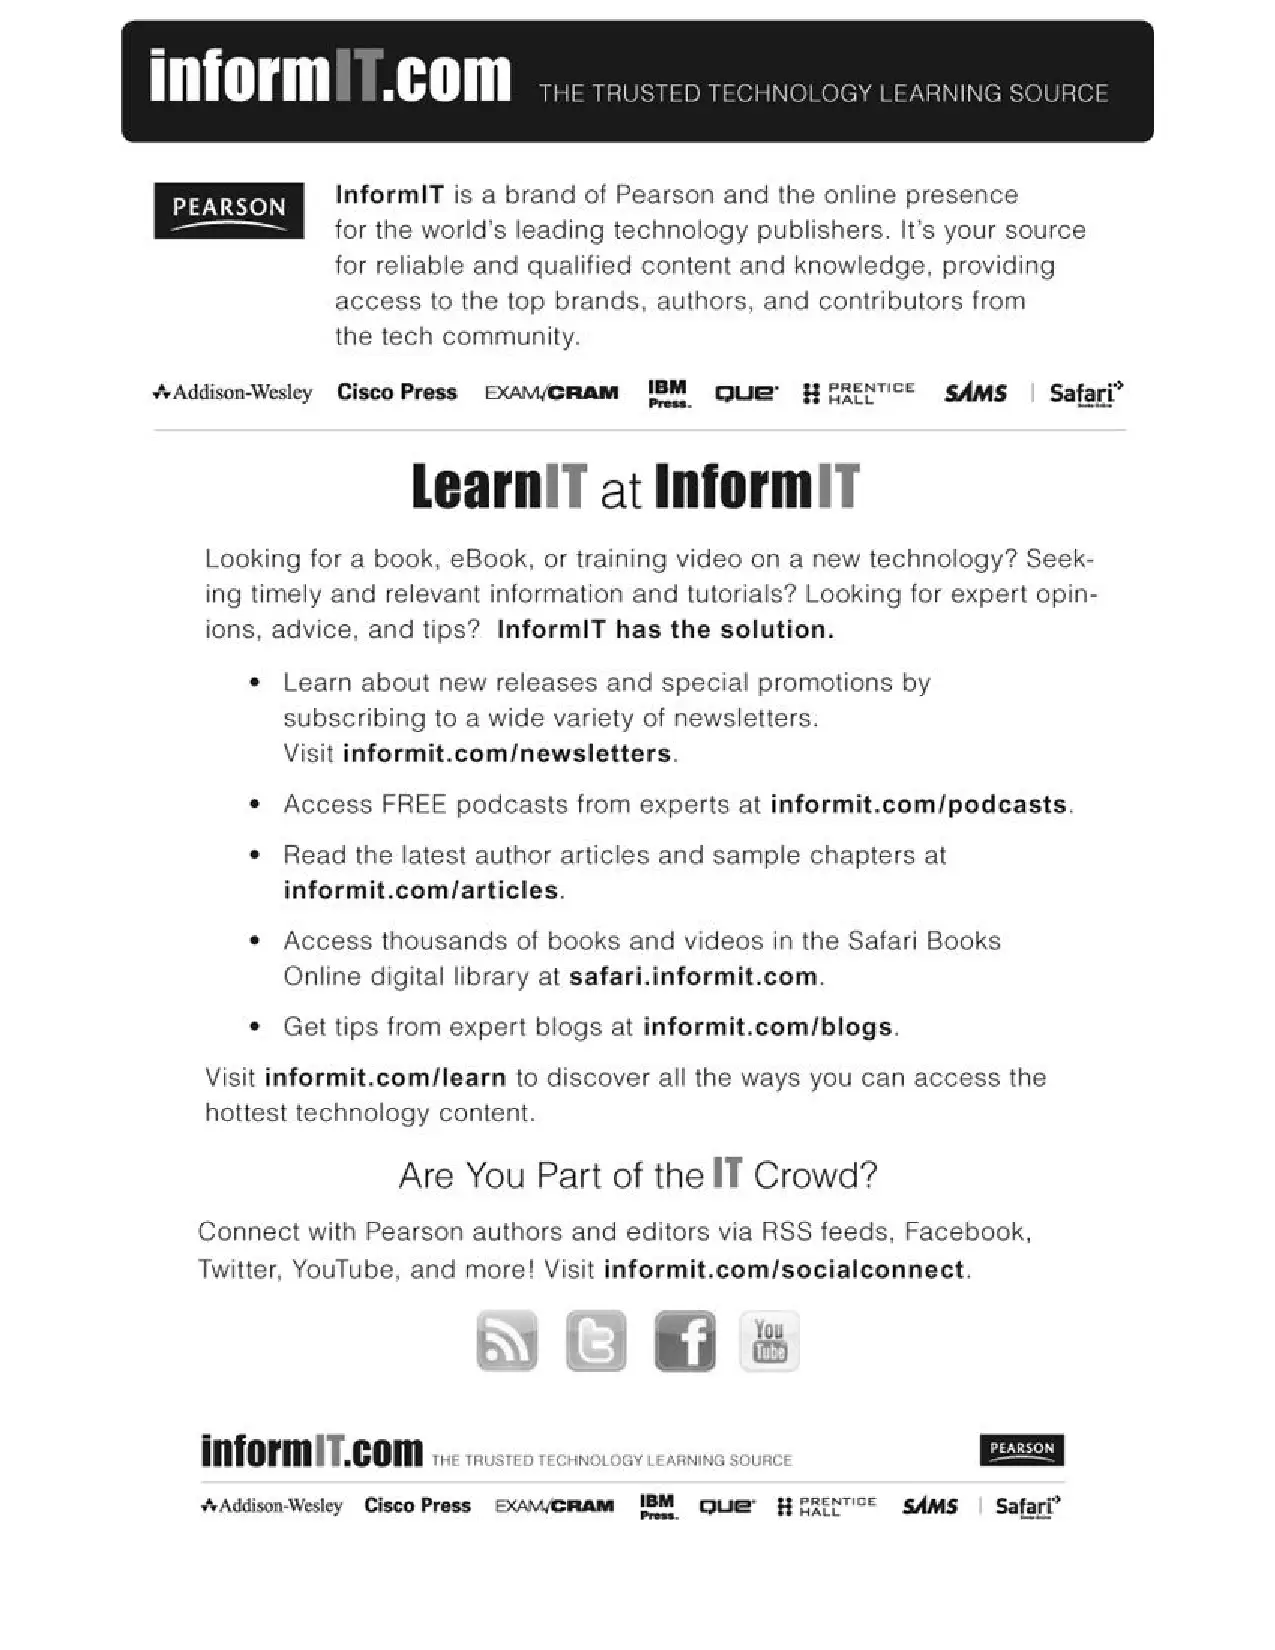 informIT.com THE TRUSTED TECHNOLOGY LEARNING SOURCE
PEARSON
InformIT is a brand of Pearson and the online presence
for the world's leading technology publishers. It's your source
for reliable and qualified content and knowledge, providing
access to the top brands, authors, and contributors from
the tech community.
Addison-Wesley Cisco Press EXAM/CRAM IBM Press. QUE PRENTICE HALL SAMS | Safari
LearnIT at InformIT
Looking for a book, eBook, or training video on a new technology? Seek-
ing timely and relevant information and tutorials? Looking for expert opin-
ions, advice, and tips? InformIT has the solution.
• Learn about new releases and special promotions by
subscribing to a wide variety of newsletters.
Visit informit.com/newsletters.
• Access FREE podcasts from experts at informit.com/podcasts.
• Read the latest author articles and sample chapters at
informit.com/articles.
• Access thousands of books and videos in the Safari Books
Online digital library at safari.informit.com.
• Get tips from expert blogs at informit.com/blogs.
Visit informit.com/learn to discover all the ways you can access the
hottest technology content.
Are You Part of the IT Crowd?
Connect with Pearson authors and editors via RSS feeds, Facebook,
Twitter, YouTube, and more! Visit informit.com/socialconnect.
t f You Tube
informIT.com THE TRUSTED TECHNOLOGY LEARNING SOURCE PEARSON
Addison-Wesley Cisco Press EXAM/CRAM IBM Press. QUE PRENTICE HALL SAMS | Safari